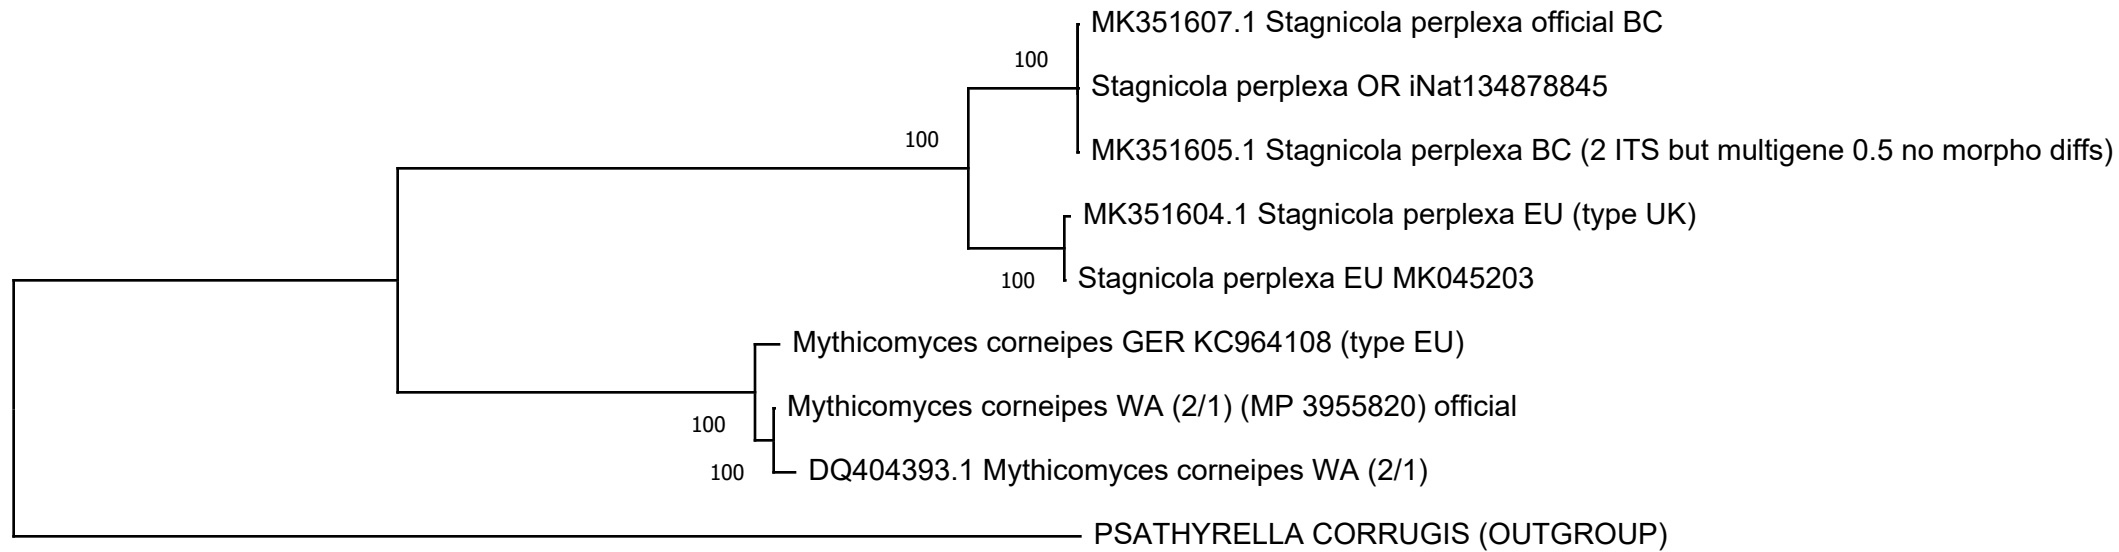 MK351607.1 Stagnicola perplexa official BC
100
Stagnicola perplexa OR iNat134878845
100
MK351605.1 Stagnicola perplexa BC (2 ITS but multigene 0.5 no morpho diffs)
MK351604.1 Stagnicola perplexa EU (type UK)
100
Stagnicola perplexa EU MK045203
Mythicomyces corneipes GER KC964108 (type EU)
Mythicomyces corneipes WA (2/1) (MP 3955820) official
100
100
DQ404393.1 Mythicomyces corneipes WA (2/1)
PSATHYRELLA CORRUGIS (OUTGROUP)